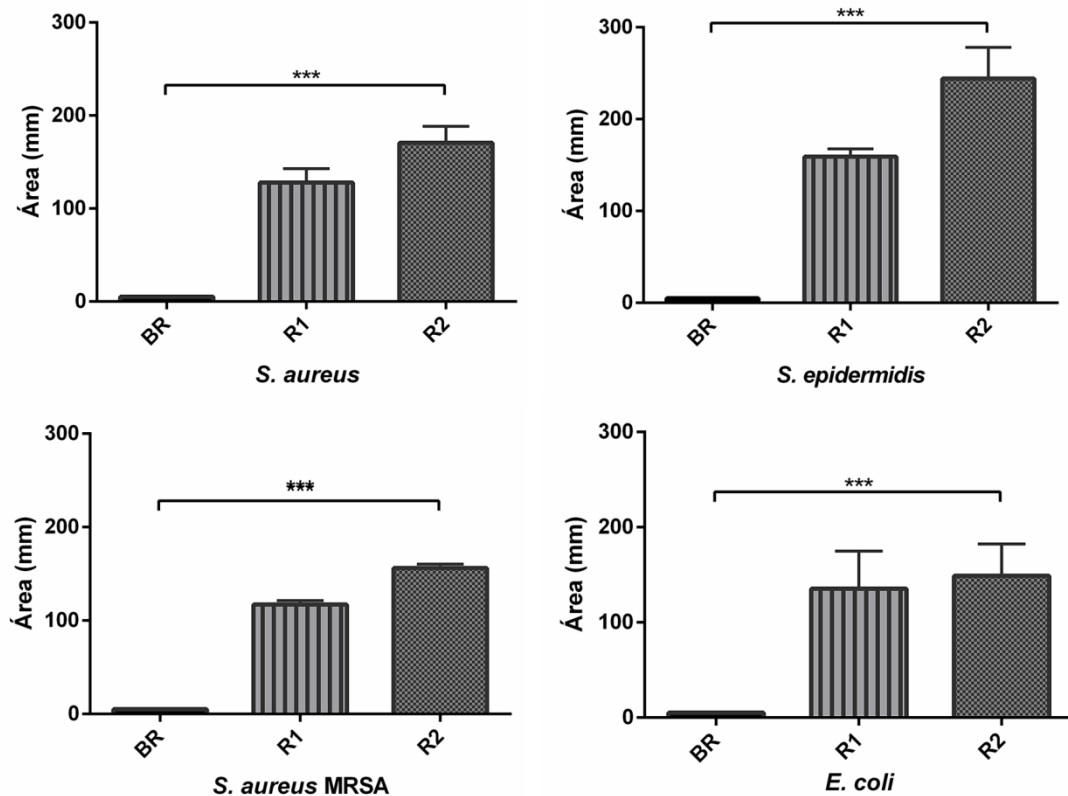 300
200
100
0
Área (mm)
***
BR
R1
R2
S. aureus
300
200
100
0
Área (mm)
***
BR
R1
R2
S. epidermidis
300
200
100
0
Área (mm)
***
BR
R1
R2
S. aureus MRSA
300
200
100
0
Área (mm)
***
BR
R1
R2
E. coli